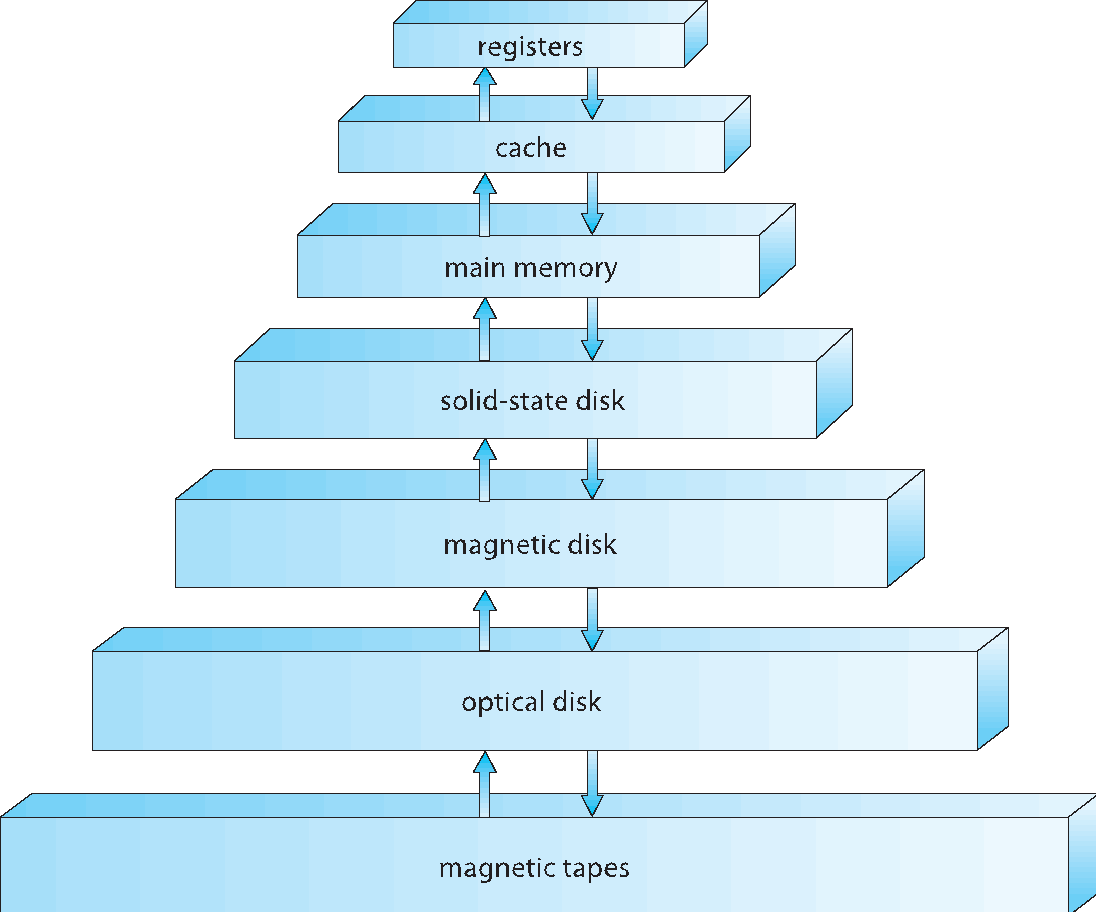 registers
cache
main memory
solid-state disk
magnetic disk
optical disk
magnetic tapes